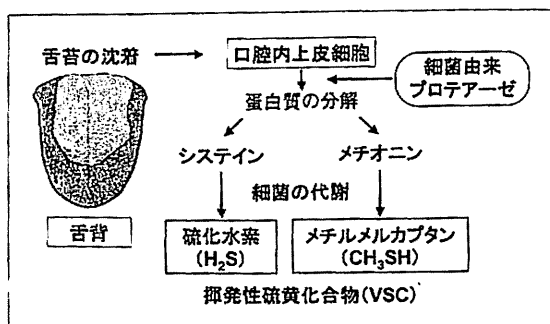 舌苔の沈着
口腔内上皮細胞
細菌由来
プロテアーゼ
蛋白質の分解
システイン
メチオニン
細菌の代謝
舌背
硫化水素
(H₂S)
メチルメルカプタン
(CH₃SH)
揮発性硫黄化合物(VSC)